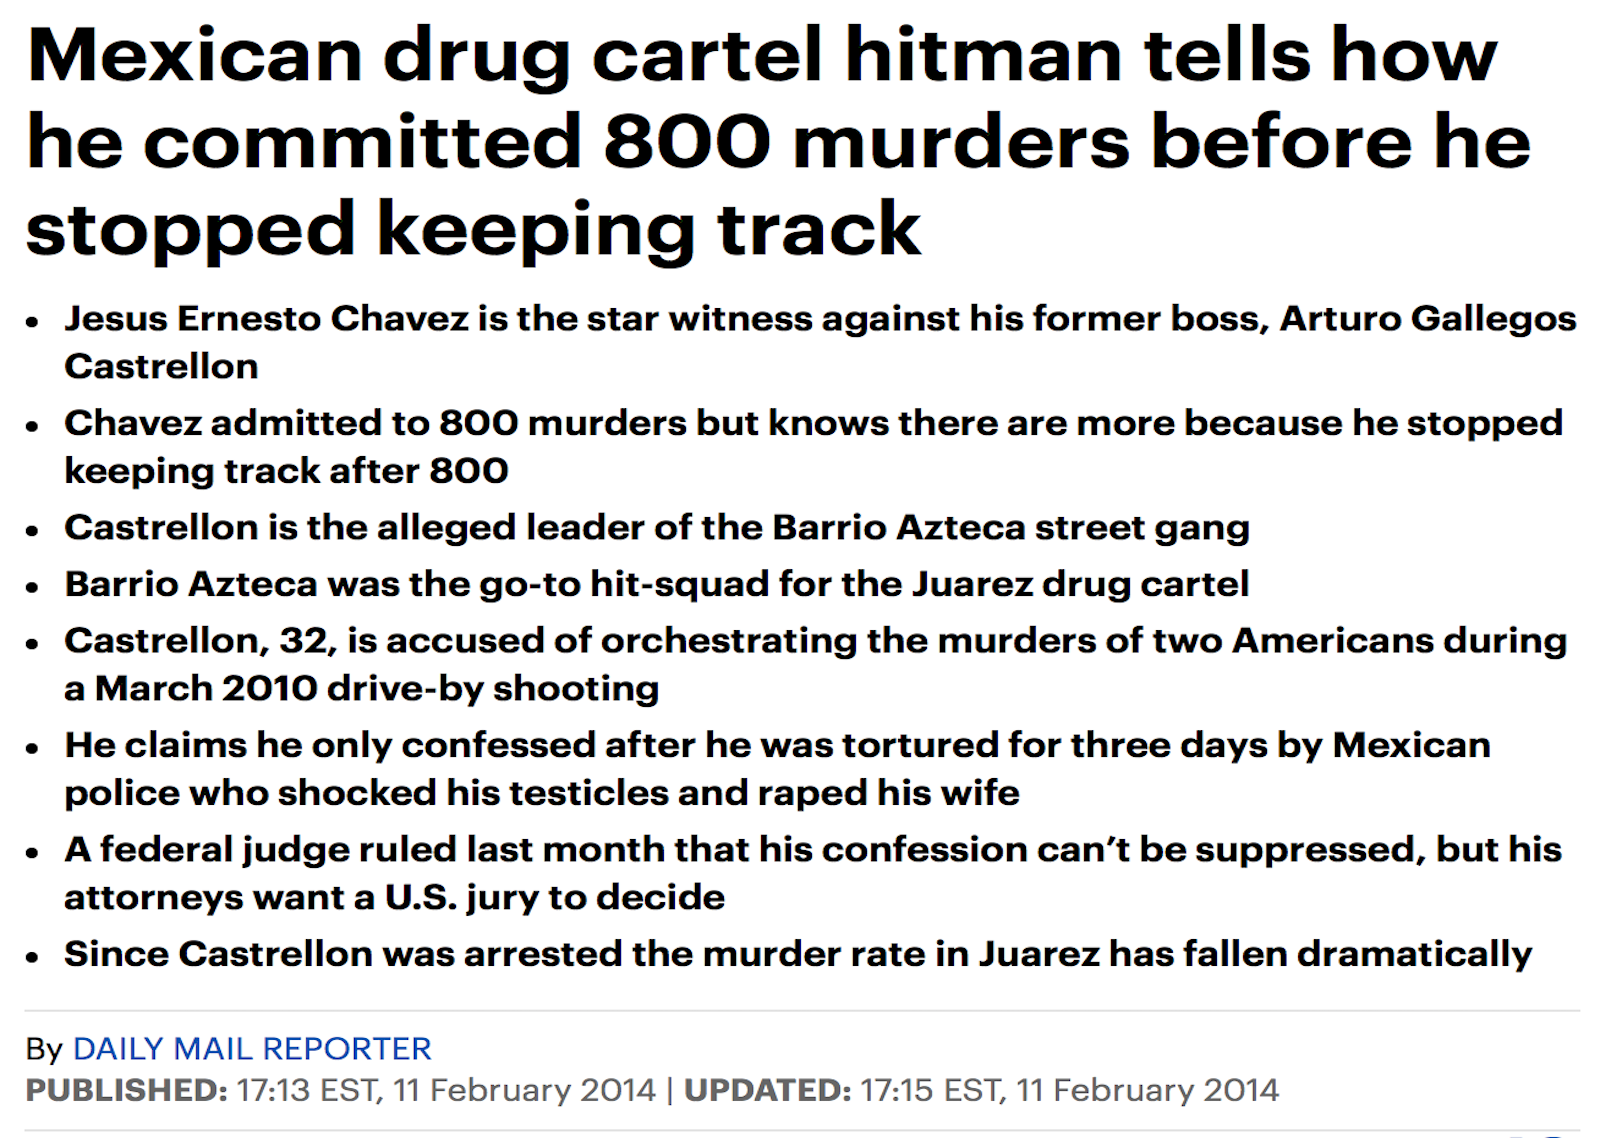 Mexican drug cartel hitman tells how
he committed 800 murders before he
stopped keeping track
• Jesus Ernesto Chavez is the star witness against his former boss, Arturo Gallegos
Castrellon
• Chavez admitted to 800 murders but knows there are more because he stopped
keeping track after 800
• Castrellon is the alleged leader of the Barrio Azteca street gang
• Barrio Azteca was the go-to hit-squad for the Juarez drug cartel
• Castrellon, 32, is accused of orchestrating the murders of two Americans during
a March 2010 drive-by shooting
• He claims he only confessed after he was tortured for three days by Mexican
police who shocked his testicles and raped his wife
• A federal judge ruled last month that his confession can’t be suppressed, but his
attorneys want a U.S. jury to decide
• Since Castrellon was arrested the murder rate in Juarez has fallen dramatically
By DAILY MAIL REPORTER
PUBLISHED: 17:13 EST, 11 February 2014 | UPDATED: 17:15 EST, 11 February 2014